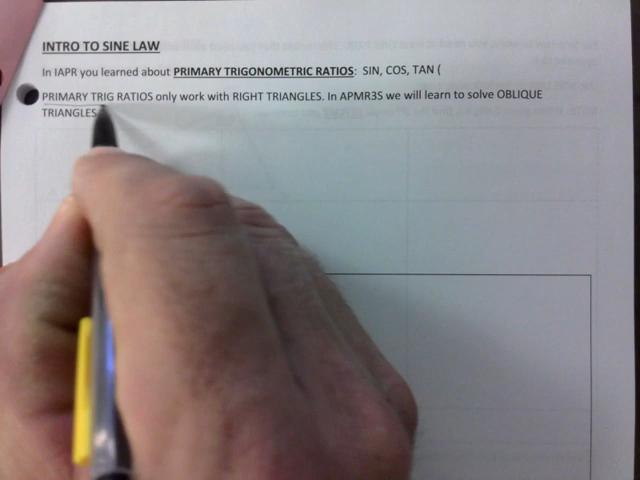 INTRO TO SINE LAW
In IAPR you learned about PRIMARY TRIGONOMETRIC RATIOS: SIN, COS, TAN (
PRIMARY TRIG RATIOS only work with RIGHT TRIANGLES. In APMR3S we will learn to solve OBLIQUE
TRIANGLES